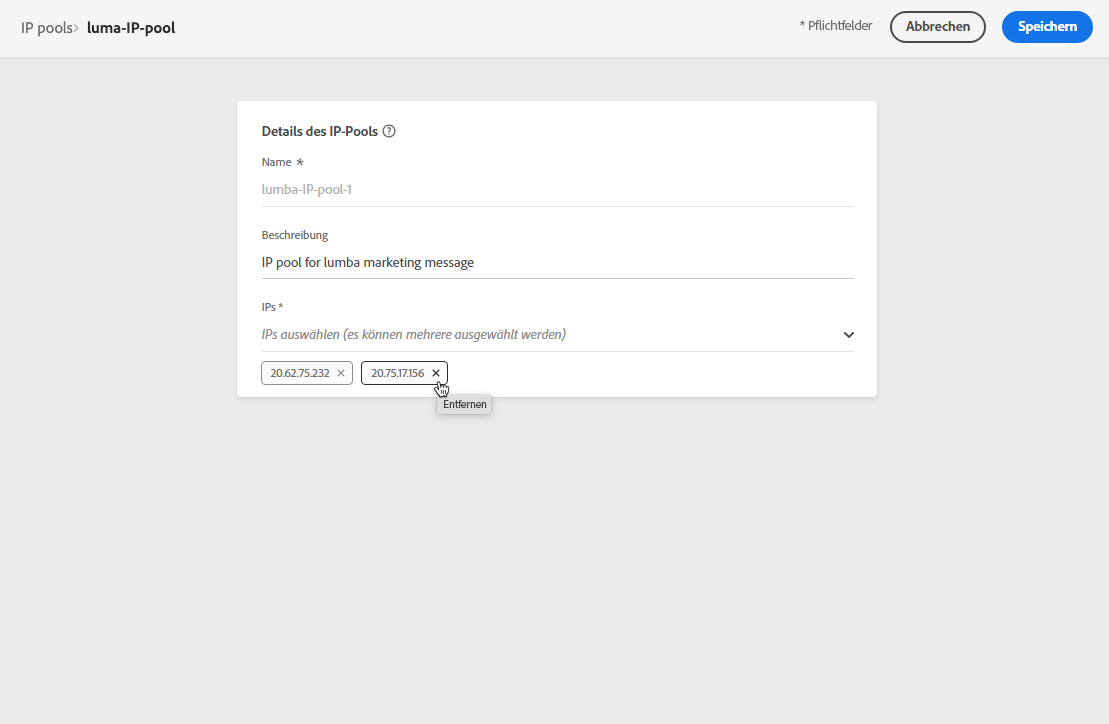 IP pools› luma-IP-pool
* Pflichtfelder
Abbrechen
Speichern
Details des IP-Pools
Name *
lumba-IP-pool-1
Beschreibung
IP pool for lumba marketing message
IPs *
IPs auswählen (es können mehrere ausgewählt werden)
20.62.75.232 ×
20.75.17.156 ×
Entfernen